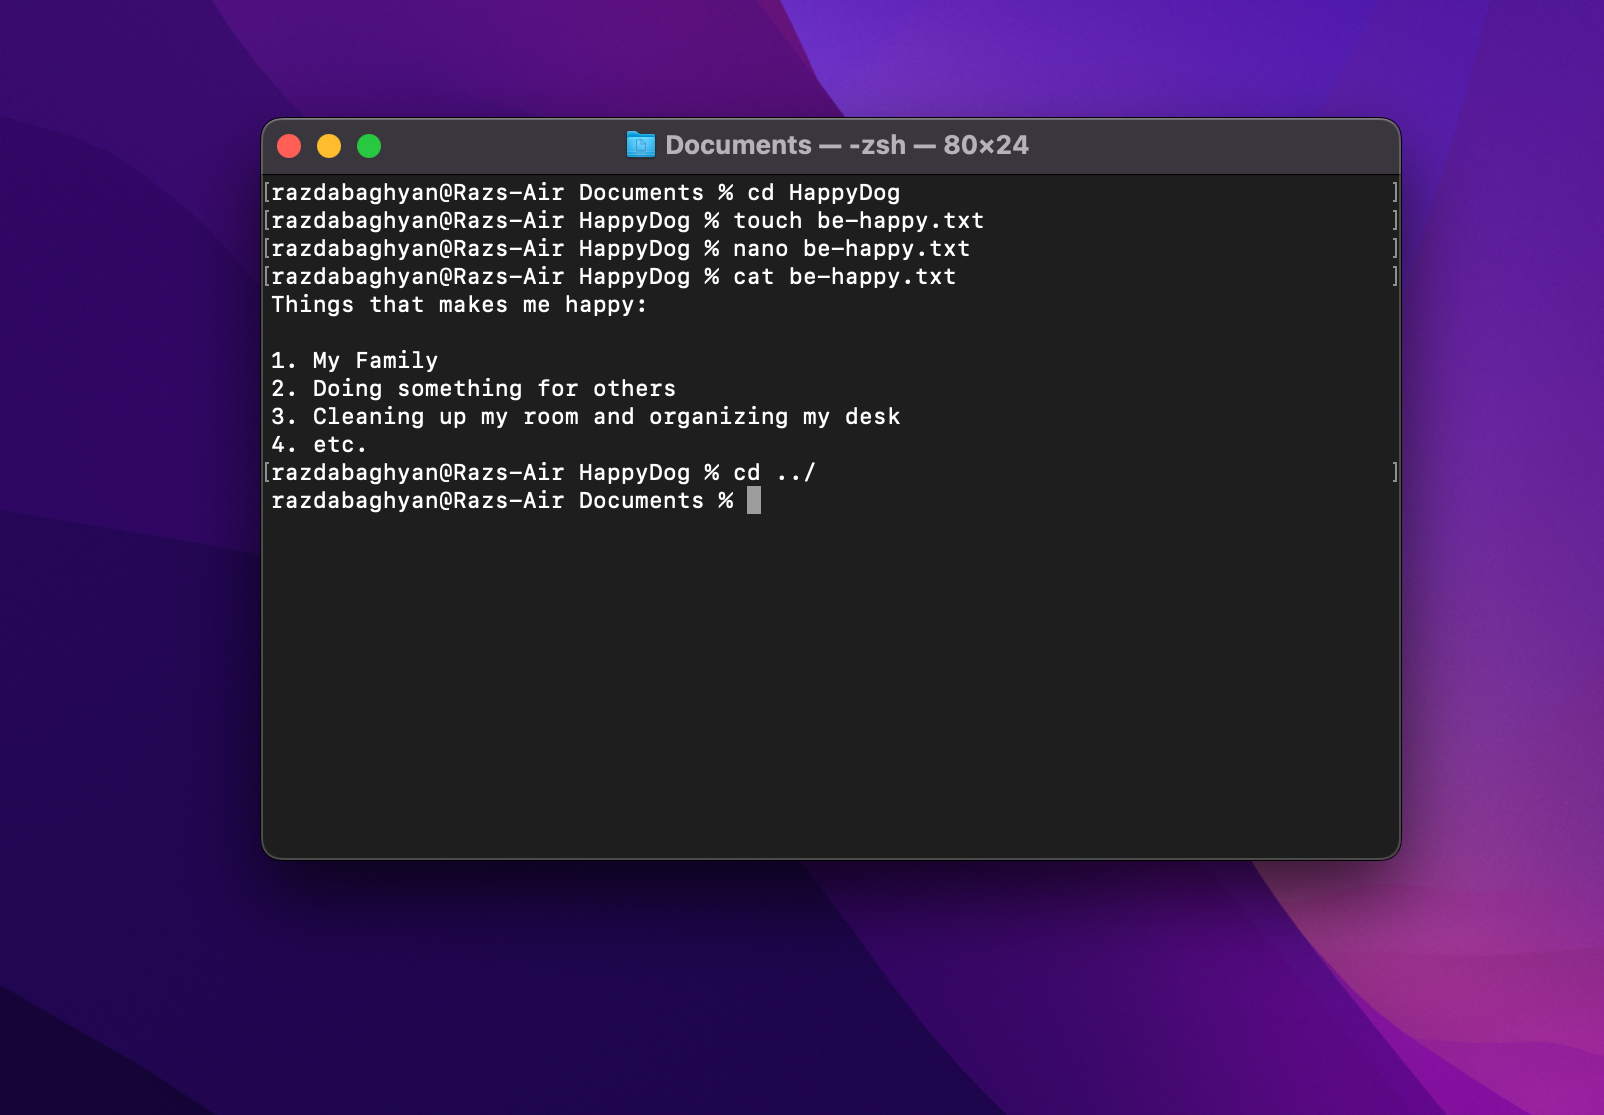 Documents — -zsh — 80×24
[razdabaghyan@Razs-Air Documents % cd HappyDog ]
[razdabaghyan@Razs-Air HappyDog % touch be-happy.txt ]
[razdabaghyan@Razs-Air HappyDog % nano be-happy.txt ]
[razdabaghyan@Razs-Air HappyDog % cat be-happy.txt ]
Things that makes me happy:
1. My Family
2. Doing something for others
3. Cleaning up my room and organizing my desk
4. etc.
[razdabaghyan@Razs-Air HappyDog % cd ../ ]
razdabaghyan@Razs-Air Documents %